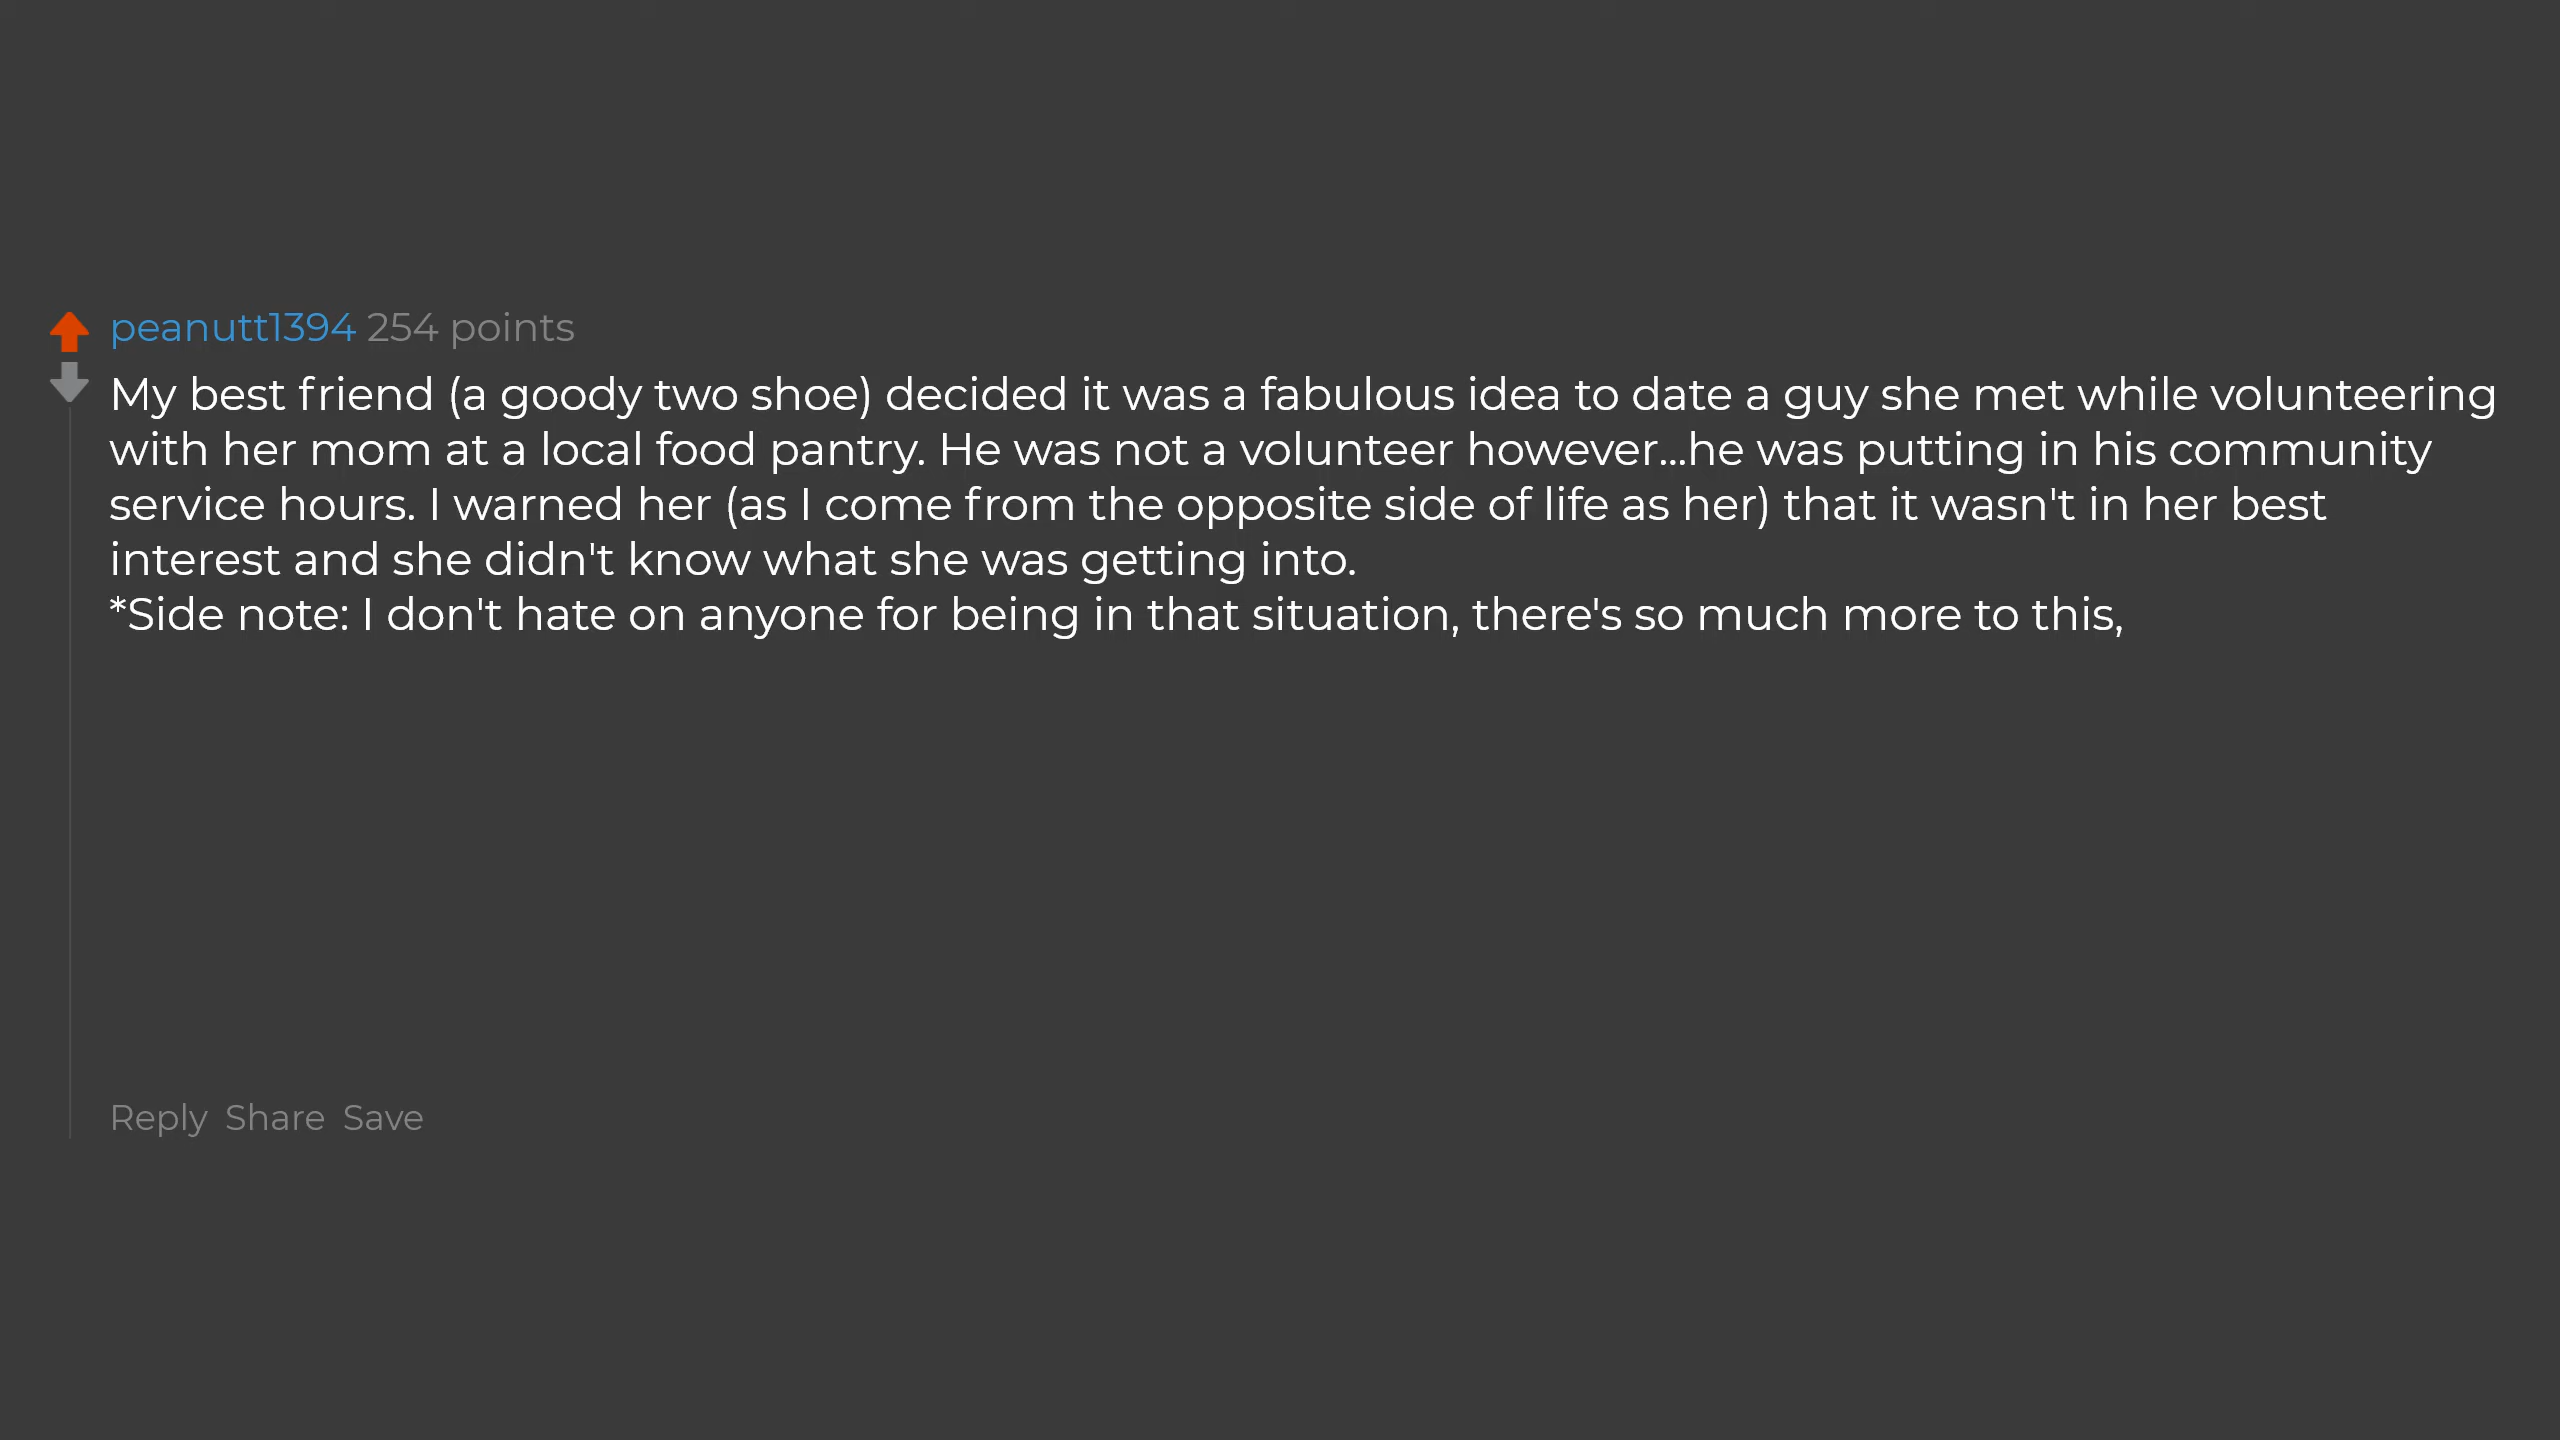 peanutt1394 254 points
My best friend (a goody two shoe) decided it was a fabulous idea to date a guy she met while volunteering
with her mom at a local food pantry. He was not a volunteer however...he was putting in his community
service hours. I warned her (as I come from the opposite side of life as her) that it wasn't in her best
interest and she didn't know what she was getting into.
*Side note: I don't hate on anyone for being in that situation, there's so much more to this,
Reply Share Save